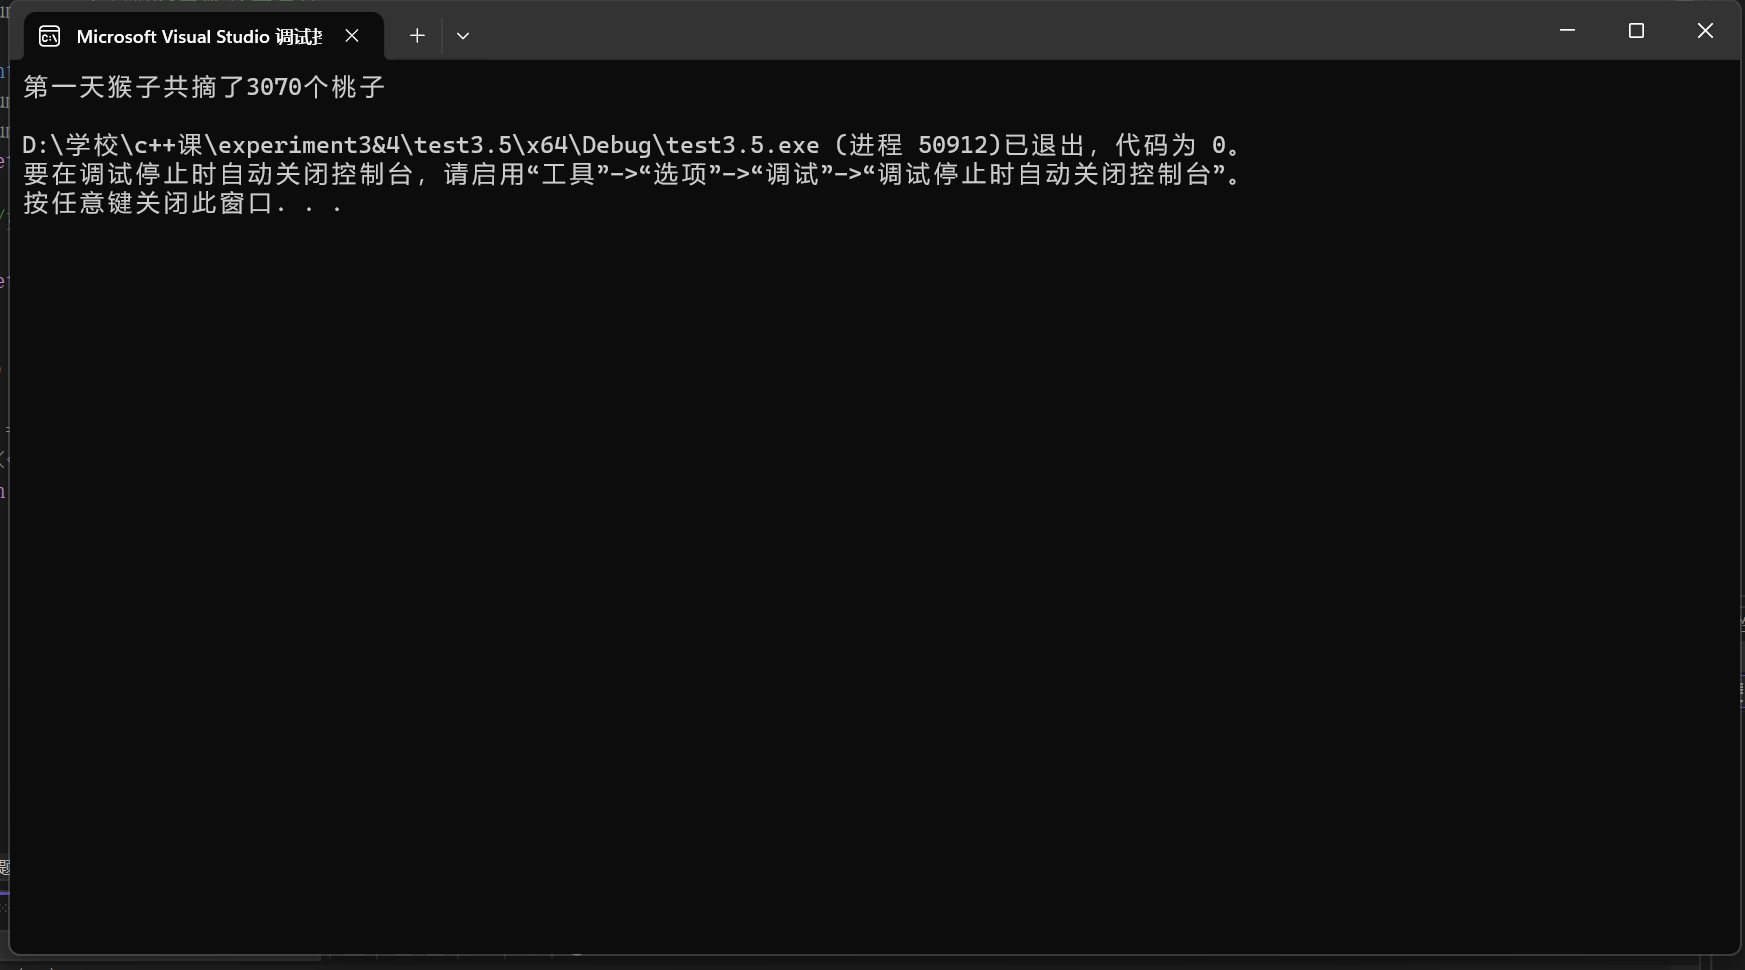 Microsoft Visual Studio 调试
第一天猴子共摘了3070个桃子
D:\学校\c++课\experiment3&4\test3.5\x64\Debug\test3.5.exe (进程 50912)已退出，代码为 0。
要在调试停止时自动关闭控制台，请启用“工具”->“选项”->“调试”->“调试停止时自动关闭控制台”。
按任意键关闭此窗口. . .